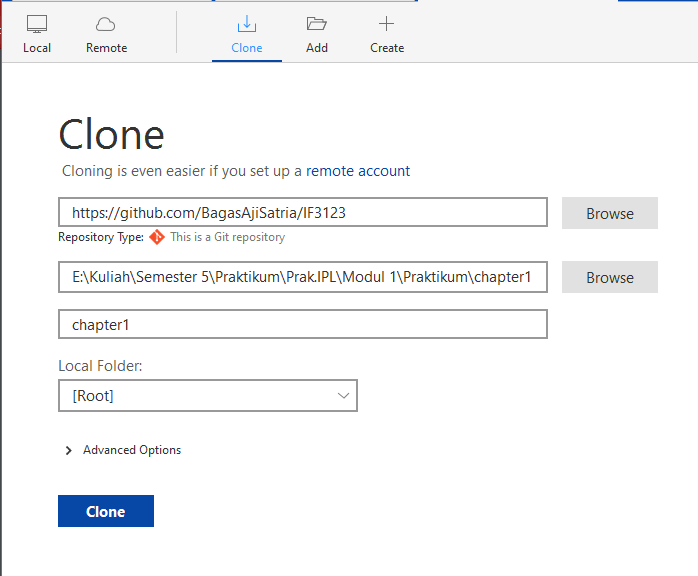 Local Remote Clone Add Create
Clone
Cloning is even easier if you set up a remote account
https://github.com/BagasAjiSatria/IF3123 Browse
Repository Type: This is a Git repository
E:\Kuliah\Semester 5\Praktikum\Prak.IPL\Modul 1\Praktikum\chapter1 Browse
chapter1
Local Folder:
[Root]
Advanced Options
Clone